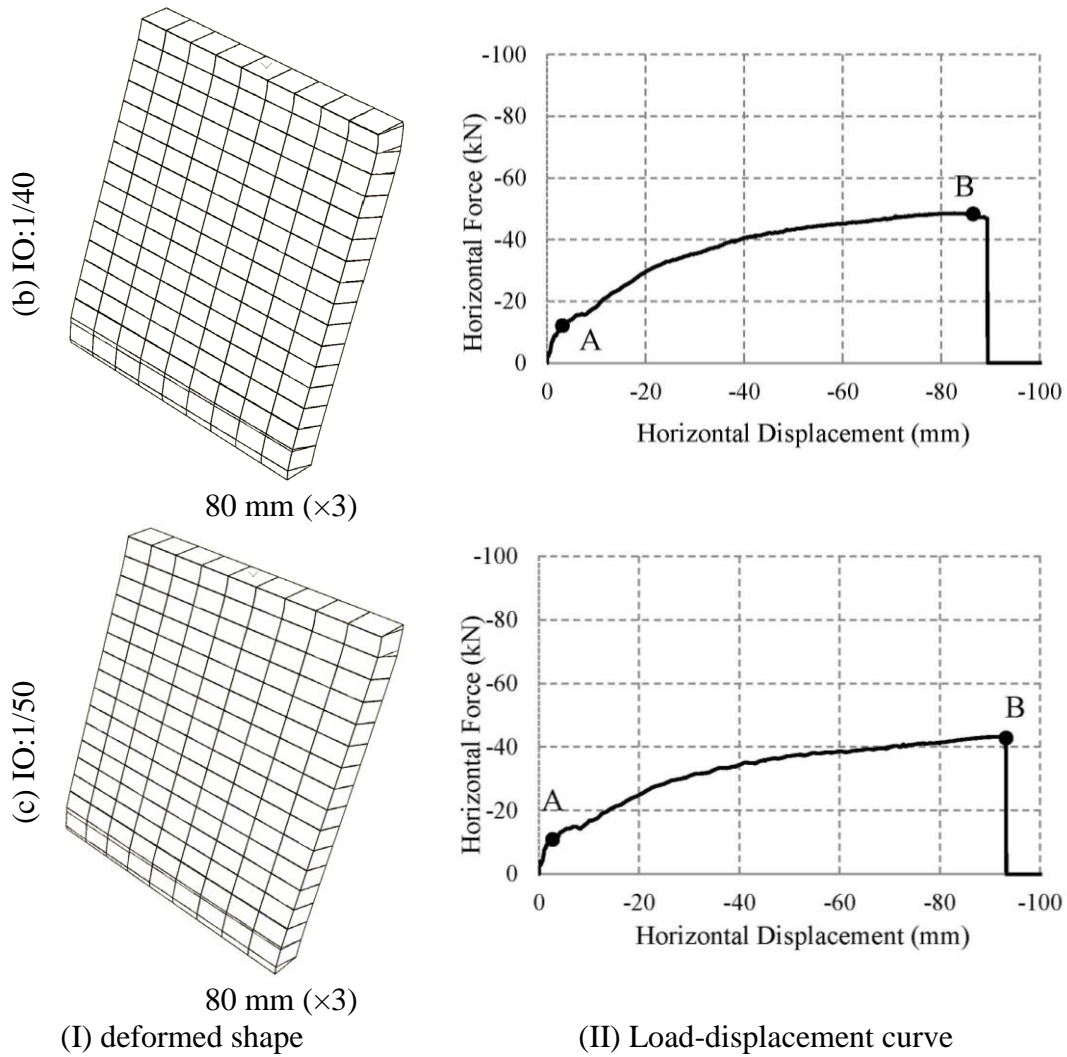 (b) IO:1/40
80 mm (×3)
Horizontal Force (kN)
-100
-80
-60
-40
-20
0
A
B
0 -20 -40 -60 -80 -100
Horizontal Displacement (mm)
(c) IO:1/50
80 mm (×3)
Horizontal Force (kN)
-100
-80
-60
-40
-20
0
A
B
0 -20 -40 -60 -80 -100
Horizontal Displacement (mm)
(I) deformed shape
(II) Load-displacement curve